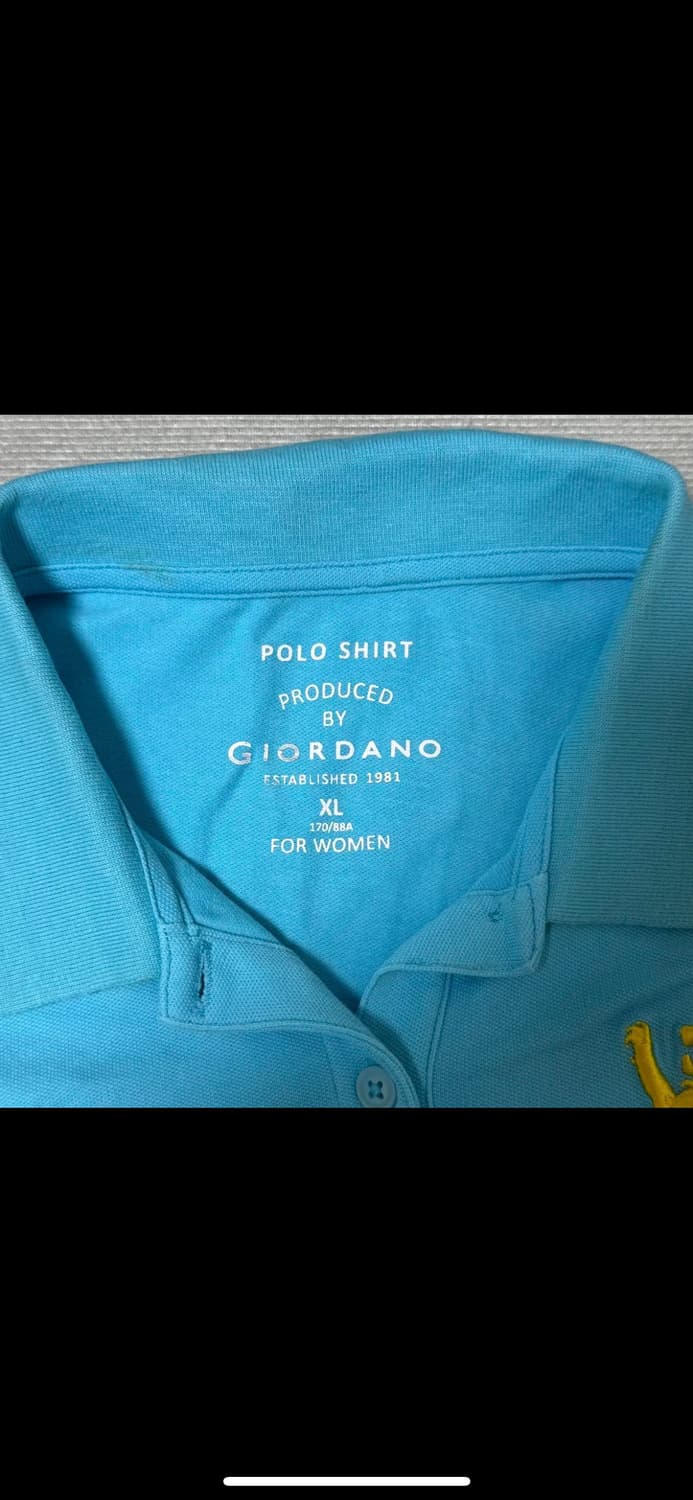 POLO SHIRT
PRODUCED
BY
GIORDANO
ESTABLISHED 1981
XL
170/88A
FOR WOMEN